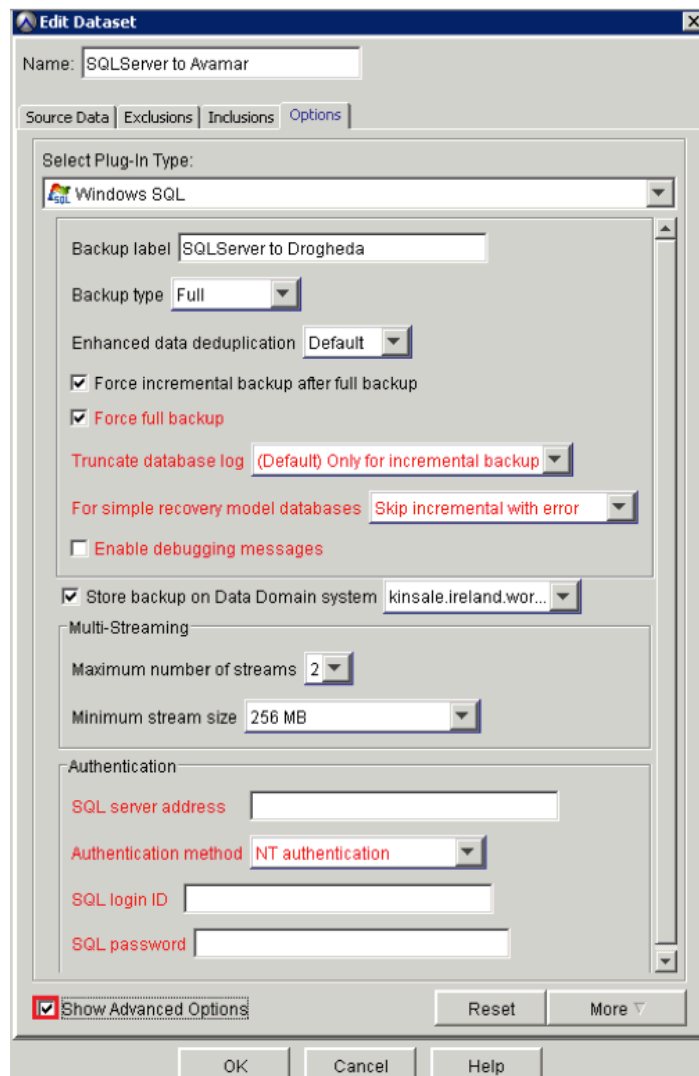 Edit Dataset
Name: SQLServer to Avamar
Source Data Exclusions Inclusions Options
Select Plug-In Type:
SQL Windows SQL
Backup label SQLServer to Drogheda
Backup type Full
Enhanced data deduplication Default
Force incremental backup after full backup
Force full backup
Truncate database log (Default) Only for incremental backup
For simple recovery model databases Skip incremental with error
Enable debugging messages
Store backup on Data Domain system kinsale.ireland.wor...
Multi-Streaming
Maximum number of streams 2
Minimum stream size 256 MB
Authentication
SQL server address
Authentication method NT authentication
SQL login ID
SQL password
Show Advanced Options Reset More
OK Cancel Help